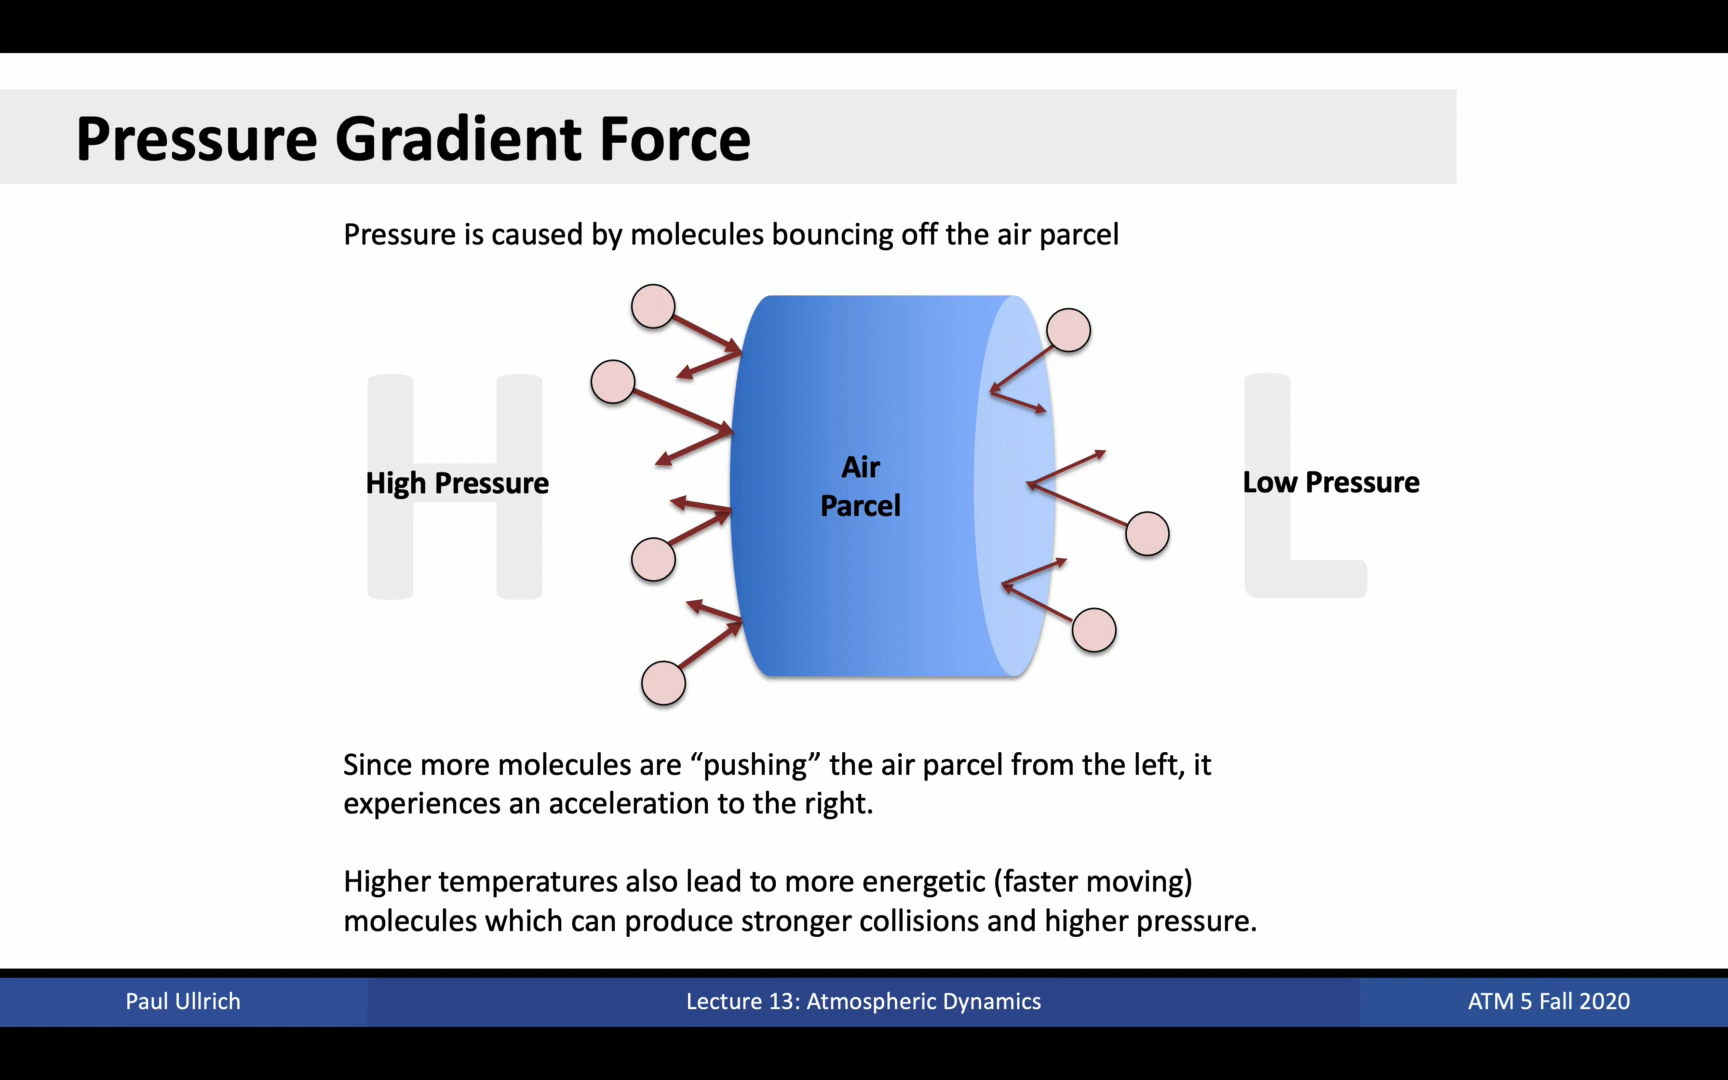 Pressure Gradient Force
Pressure is caused by molecules bouncing off the air parcel
H
High Pressure
Air
Parcel
L
Low Pressure
Since more molecules are “pushing” the air parcel from the left, it
experiences an acceleration to the right.
Higher temperatures also lead to more energetic (faster moving)
molecules which can produce stronger collisions and higher pressure.
Paul Ullrich
Lecture 13: Atmospheric Dynamics
ATM 5 Fall 2020